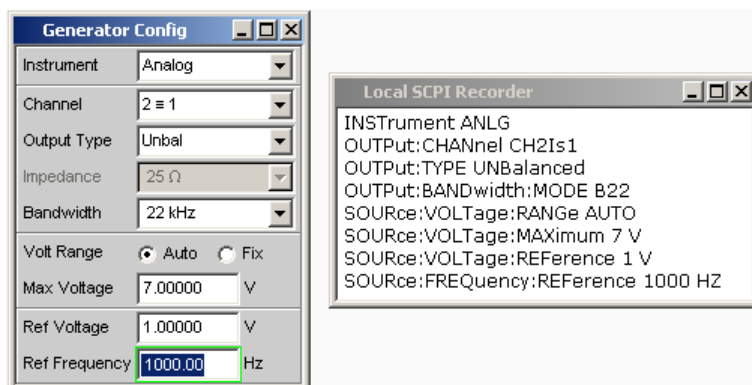 Generator Config
Instrument Analog
Channel 2 ≡ 1
Output Type Unbal
Impedance 25 Ω
Bandwidth 22 kHz
Volt Range Auto Fix
Max Voltage 7.00000 V
Ref Voltage 1.00000 V
Ref Frequency 1000.00 Hz
Local SCPI Recorder
INSTrument ANLG
OUTPut:CHANnel CH2Is1
OUTPut:TYPE UNBalanced
OUTPut:BANDwidth:MODE B22
SOURce:VOLTage:RANGe AUTO
SOURce:VOLTage:MAXimum 7 V
SOURce:VOLTage:REFerence 1 V
SOURce:FREQuency:REFerence 1000 HZ